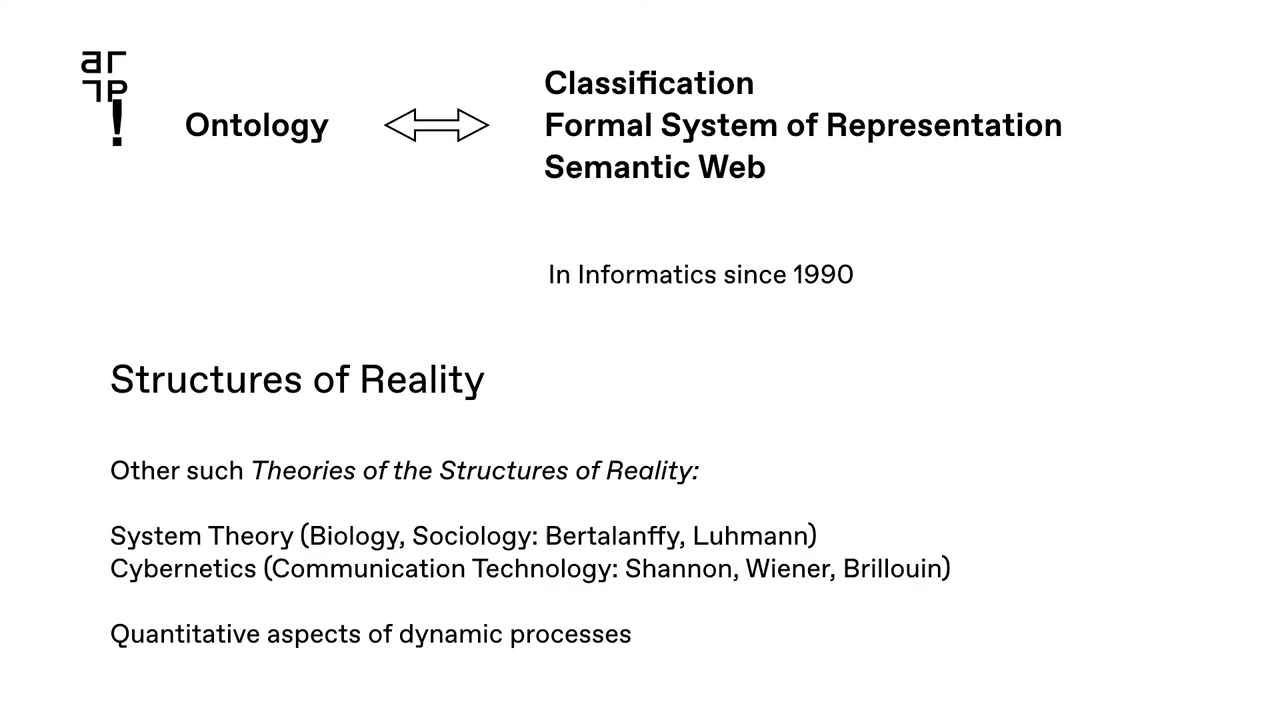 ar
Ontology
Classification
Formal System of Representation
Semantic Web
In Informatics since 1990
Structures of Reality
Other such Theories of the Structures of Reality:
System Theory (Biology, Sociology: Bertalanffy, Luhmann)
Cybernetics (Communication Technology: Shannon, Wiener, Brillouin)
Quantitative aspects of dynamic processes